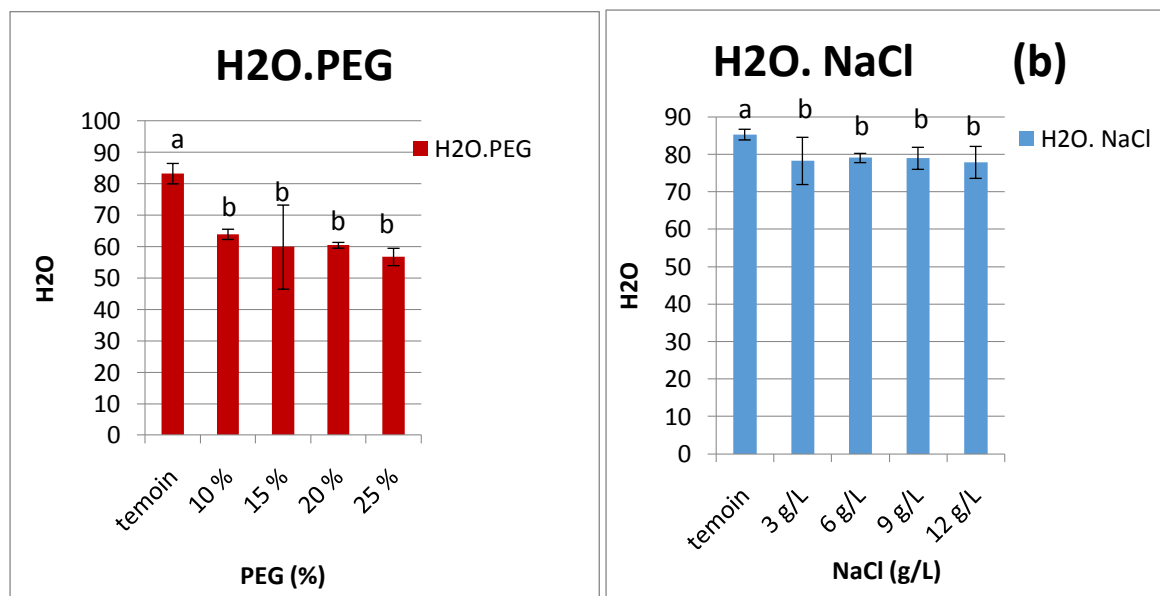 H2O.PEG
100
90
80
70
60
50
40
30
20
10
0
H2O
a
b
b
b
b
H2O.PEG
temoin
10 %
15 %
20 %
25 %
PEG (%)
H2O. NaCl (b)
90
80
70
60
50
40
30
20
10
0
H2O
a
b
b
b
b
H2O. NaCl
temoin
3 g/L
6 g/L
9 g/L
12 g/L
NaCl (g/L)